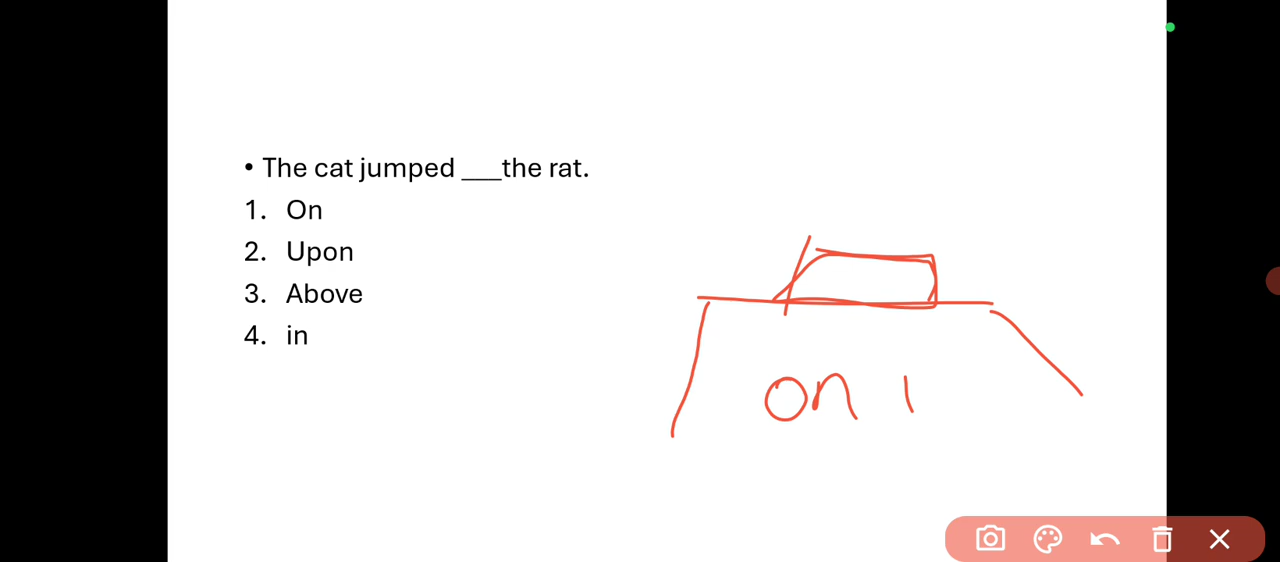 • The cat jumped ___the rat.
1. On
2. Upon
3. Above
4. in
on